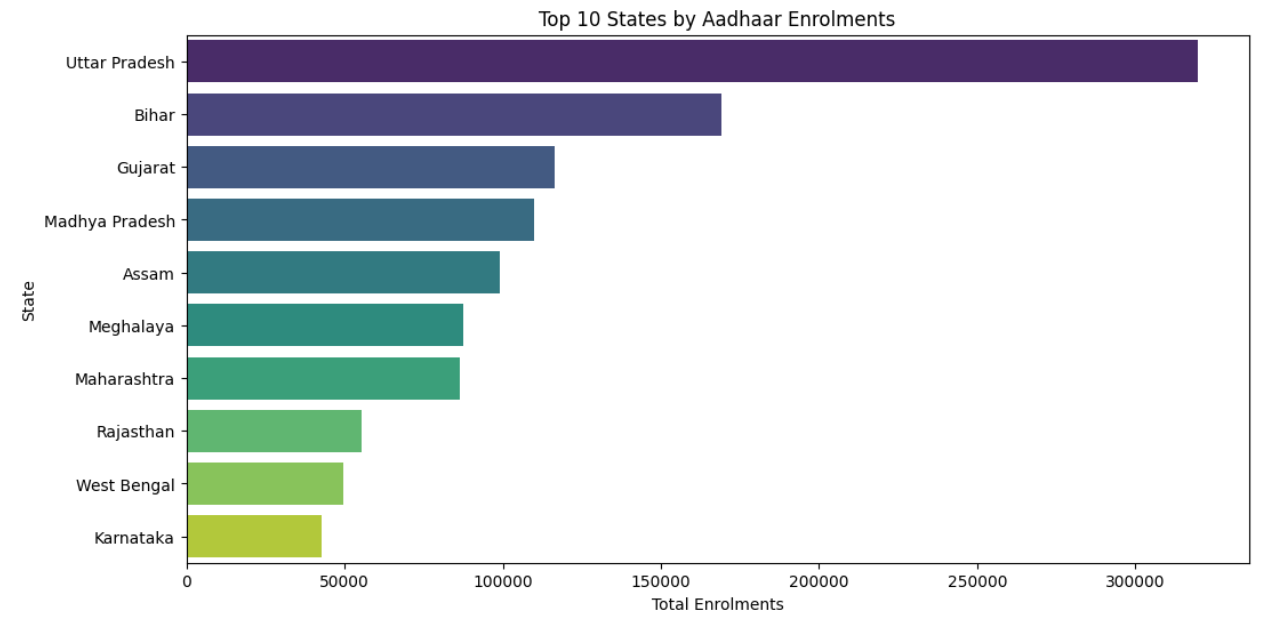 Top 10 States by Aadhaar Enrolments
State
Uttar Pradesh
Bihar
Gujarat
Madhya Pradesh
Assam
Meghalaya
Maharashtra
Rajasthan
West Bengal
Karnataka
0 50000 100000 150000 200000 250000 300000
Total Enrolments